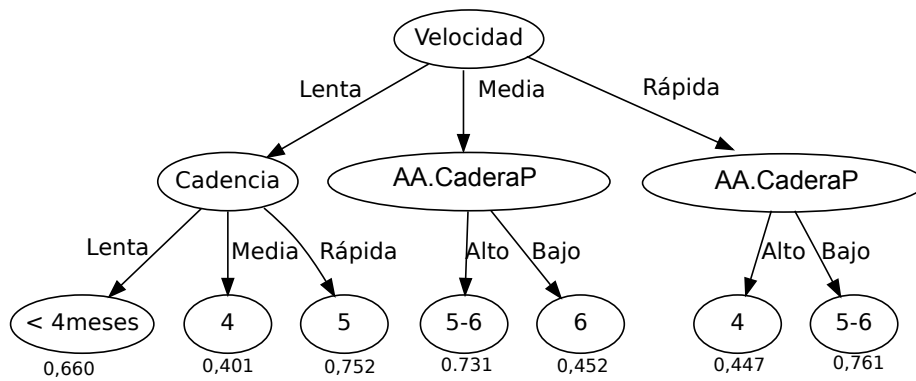 Velocidad
Lenta Media Rápida
Cadencia AA.CaderaP AA.CaderaP
Lenta Media Rápida Alto Bajo Alto Bajo
< 4meses 4 5 5-6 6 4 5-6
0,660 0,401 0,752 0.731 0,452 0,447 0,761